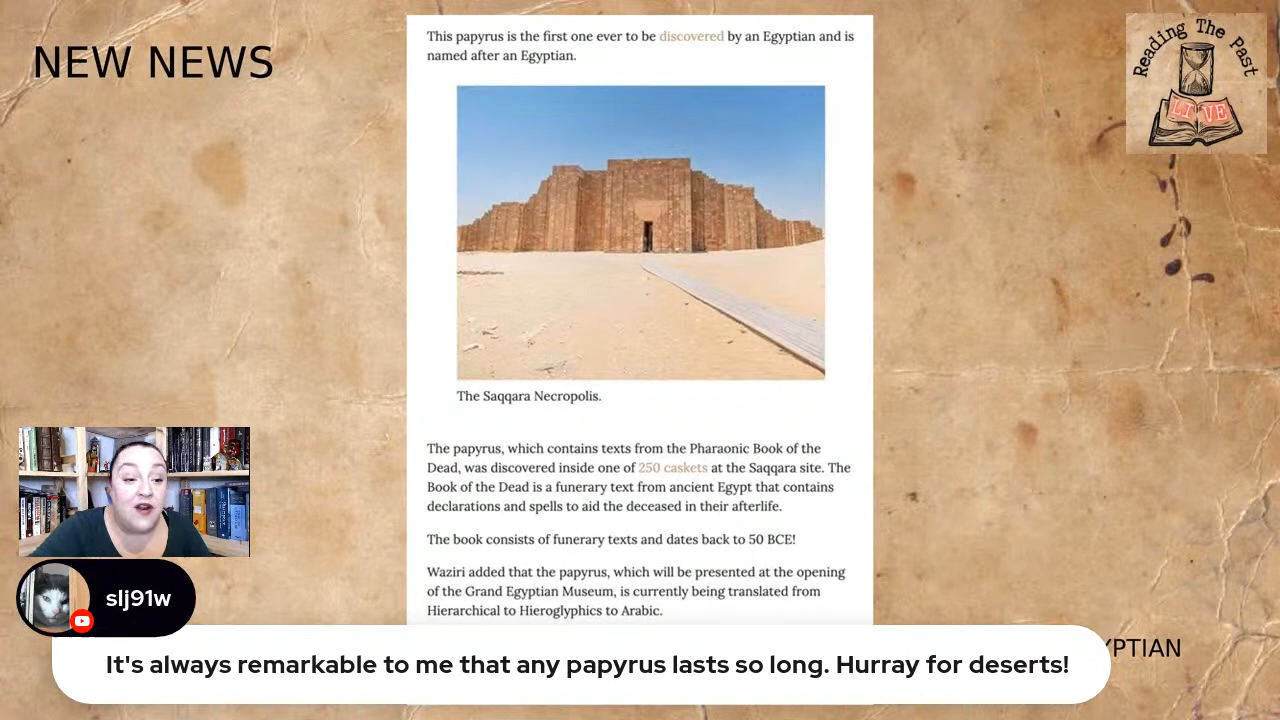 NEW NEWS
Reading The Past
LIVE
This papyrus is the first one ever to be discovered by an Egyptian and is
named after an Egyptian.
The Saqqara Necropolis.
The papyrus, which contains texts from the Pharaonic Book of the
Dead, was discovered inside one of 250 caskets at the Saqqara site. The
Book of the Dead is a funerary text from ancient Egypt that contains
declarations and spells to aid the deceased in their afterlife.
The book consists of funerary texts and dates back to 50 BCE!
Waziri added that the papyrus, which will be presented at the opening
of the Grand Egyptian Museum, is currently being translated from
Hierarchical to Hieroglyphics to Arabic.
slj91w
YPTIAN
It's always remarkable to me that any papyrus lasts so long. Hurray for deserts!